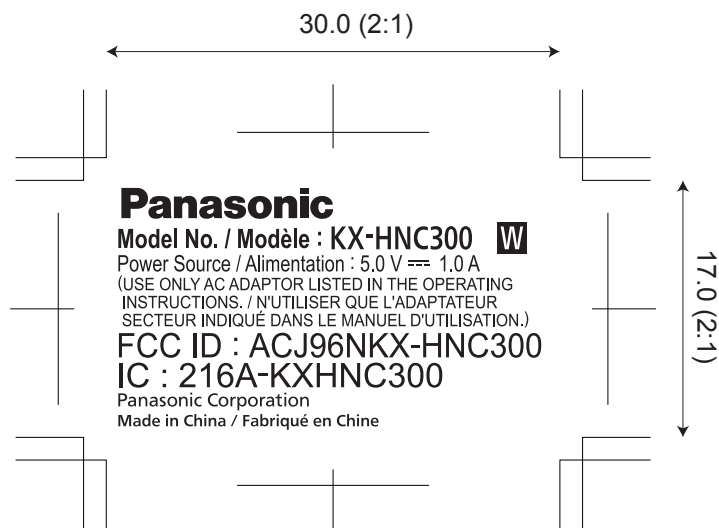 30.0 (2:1)
Panasonic
Model No. / Modèle : KX-HNC300 W
Power Source / Alimentation : 5.0 V ⎓ 1.0 A
(USE ONLY AC ADAPTOR LISTED IN THE OPERATING
INSTRUCTIONS. / N'UTILISER QUE L'ADAPTATEUR
SECTEUR INDIQUÉ DANS LE MANUEL D'UTILISATION.)
FCC ID : ACJ96NKX-HNC300
IC : 216A-KXHNC300
Panasonic Corporation
Made in China / Fabriqué en Chine
17.0 (2:1)